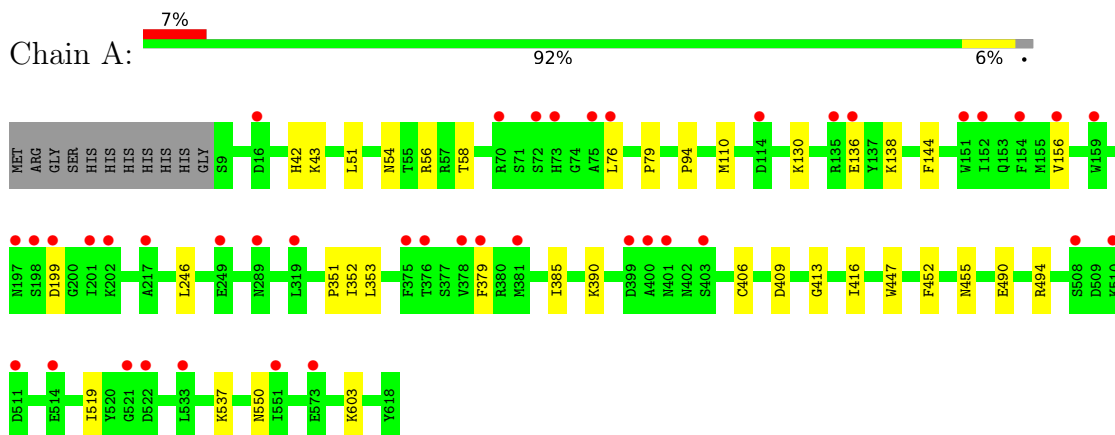 7%
Chain A:
92% 6% •
MET ARG GLY SER HIS HIS HIS HIS HIS HIS GLY S9 D16 H42 K43 L51 N54 T55 R56 R57 T58 R70 S71 S72 H73 G74 A75 L76 P79 P94 M110 D114 K130 R135 E136 Y137 K138 F144 W151 I152 Q153 F154 M155 V156 W159
N197 S198 D199 G200 I201 K202 A217 L246 E249 N289 L319 P351 I352 L353 F375 T376 S377 V378 F379 R380 M381 I385 K390 D399 A400 N401 N402 S403 C406 D409 G413 I416 W447 F452 N455 E490 R494 S508 D509 K510
D511 E514 I519 Y520 G521 D522 L533 K537 N550 I551 E573 K603 Y618